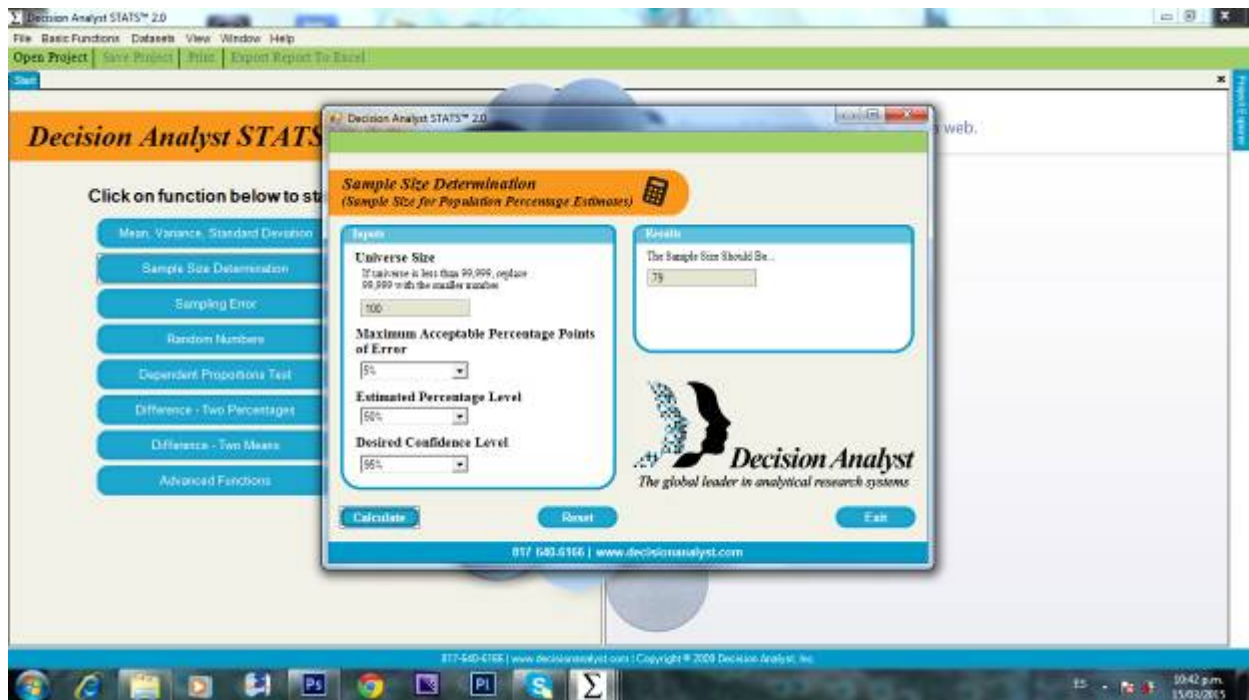 Decision Analyst STATS™ 2.0
File Basic Functions Datasets View Window Help
Open Project Save Project Print Export Report To Excel
Start
Project Explorer
Decision Analyst STATS
web.
Click on function below to sta
Mean, Variance, Standard Deviation
Sample Size Determination
Sampling Error
Random Numbers
Dependent Proportions Test
Difference - Two Percentages
Difference - Two Means
Advanced Functions
Decision Analyst STATS™ 2.0
Sample Size Determination
(Sample Size for Population Percentage Estimates)
Inputs
Universe Size
If universe is less than 99,999, replace
99,999 with the smaller number
100
Maximum Acceptable Percentage Points
of Error
5%
Estimated Percentage Level
50%
Desired Confidence Level
95%
Results
The Sample Size Should Be...
79
Decision Analyst
The global leader in analytical research systems
Calculate Reset Exit
817-640-6166 | www.decisionanalyst.com
817-640-6166 | www.decisionanalyst.com | Copyright © 2009 Decision Analyst, Inc.
Ps Pl S Σ
ES
10:42 p.m.
15/03/2015